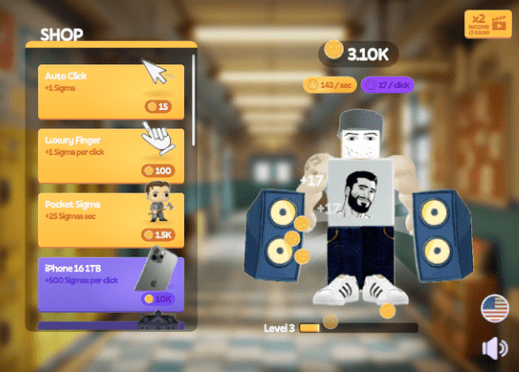 SHOP
x2
INCOME
3.10K
Auto Click
+1 Sigma
15
143 / sec
17 / click
Luxury Finger
+1 Sigma per click
100
+17
+17
Pocket Sigma
+25 Sigmas sec
1.5K
iPhone 16 1TB
+500 Sigmas per click
10K
Level 3